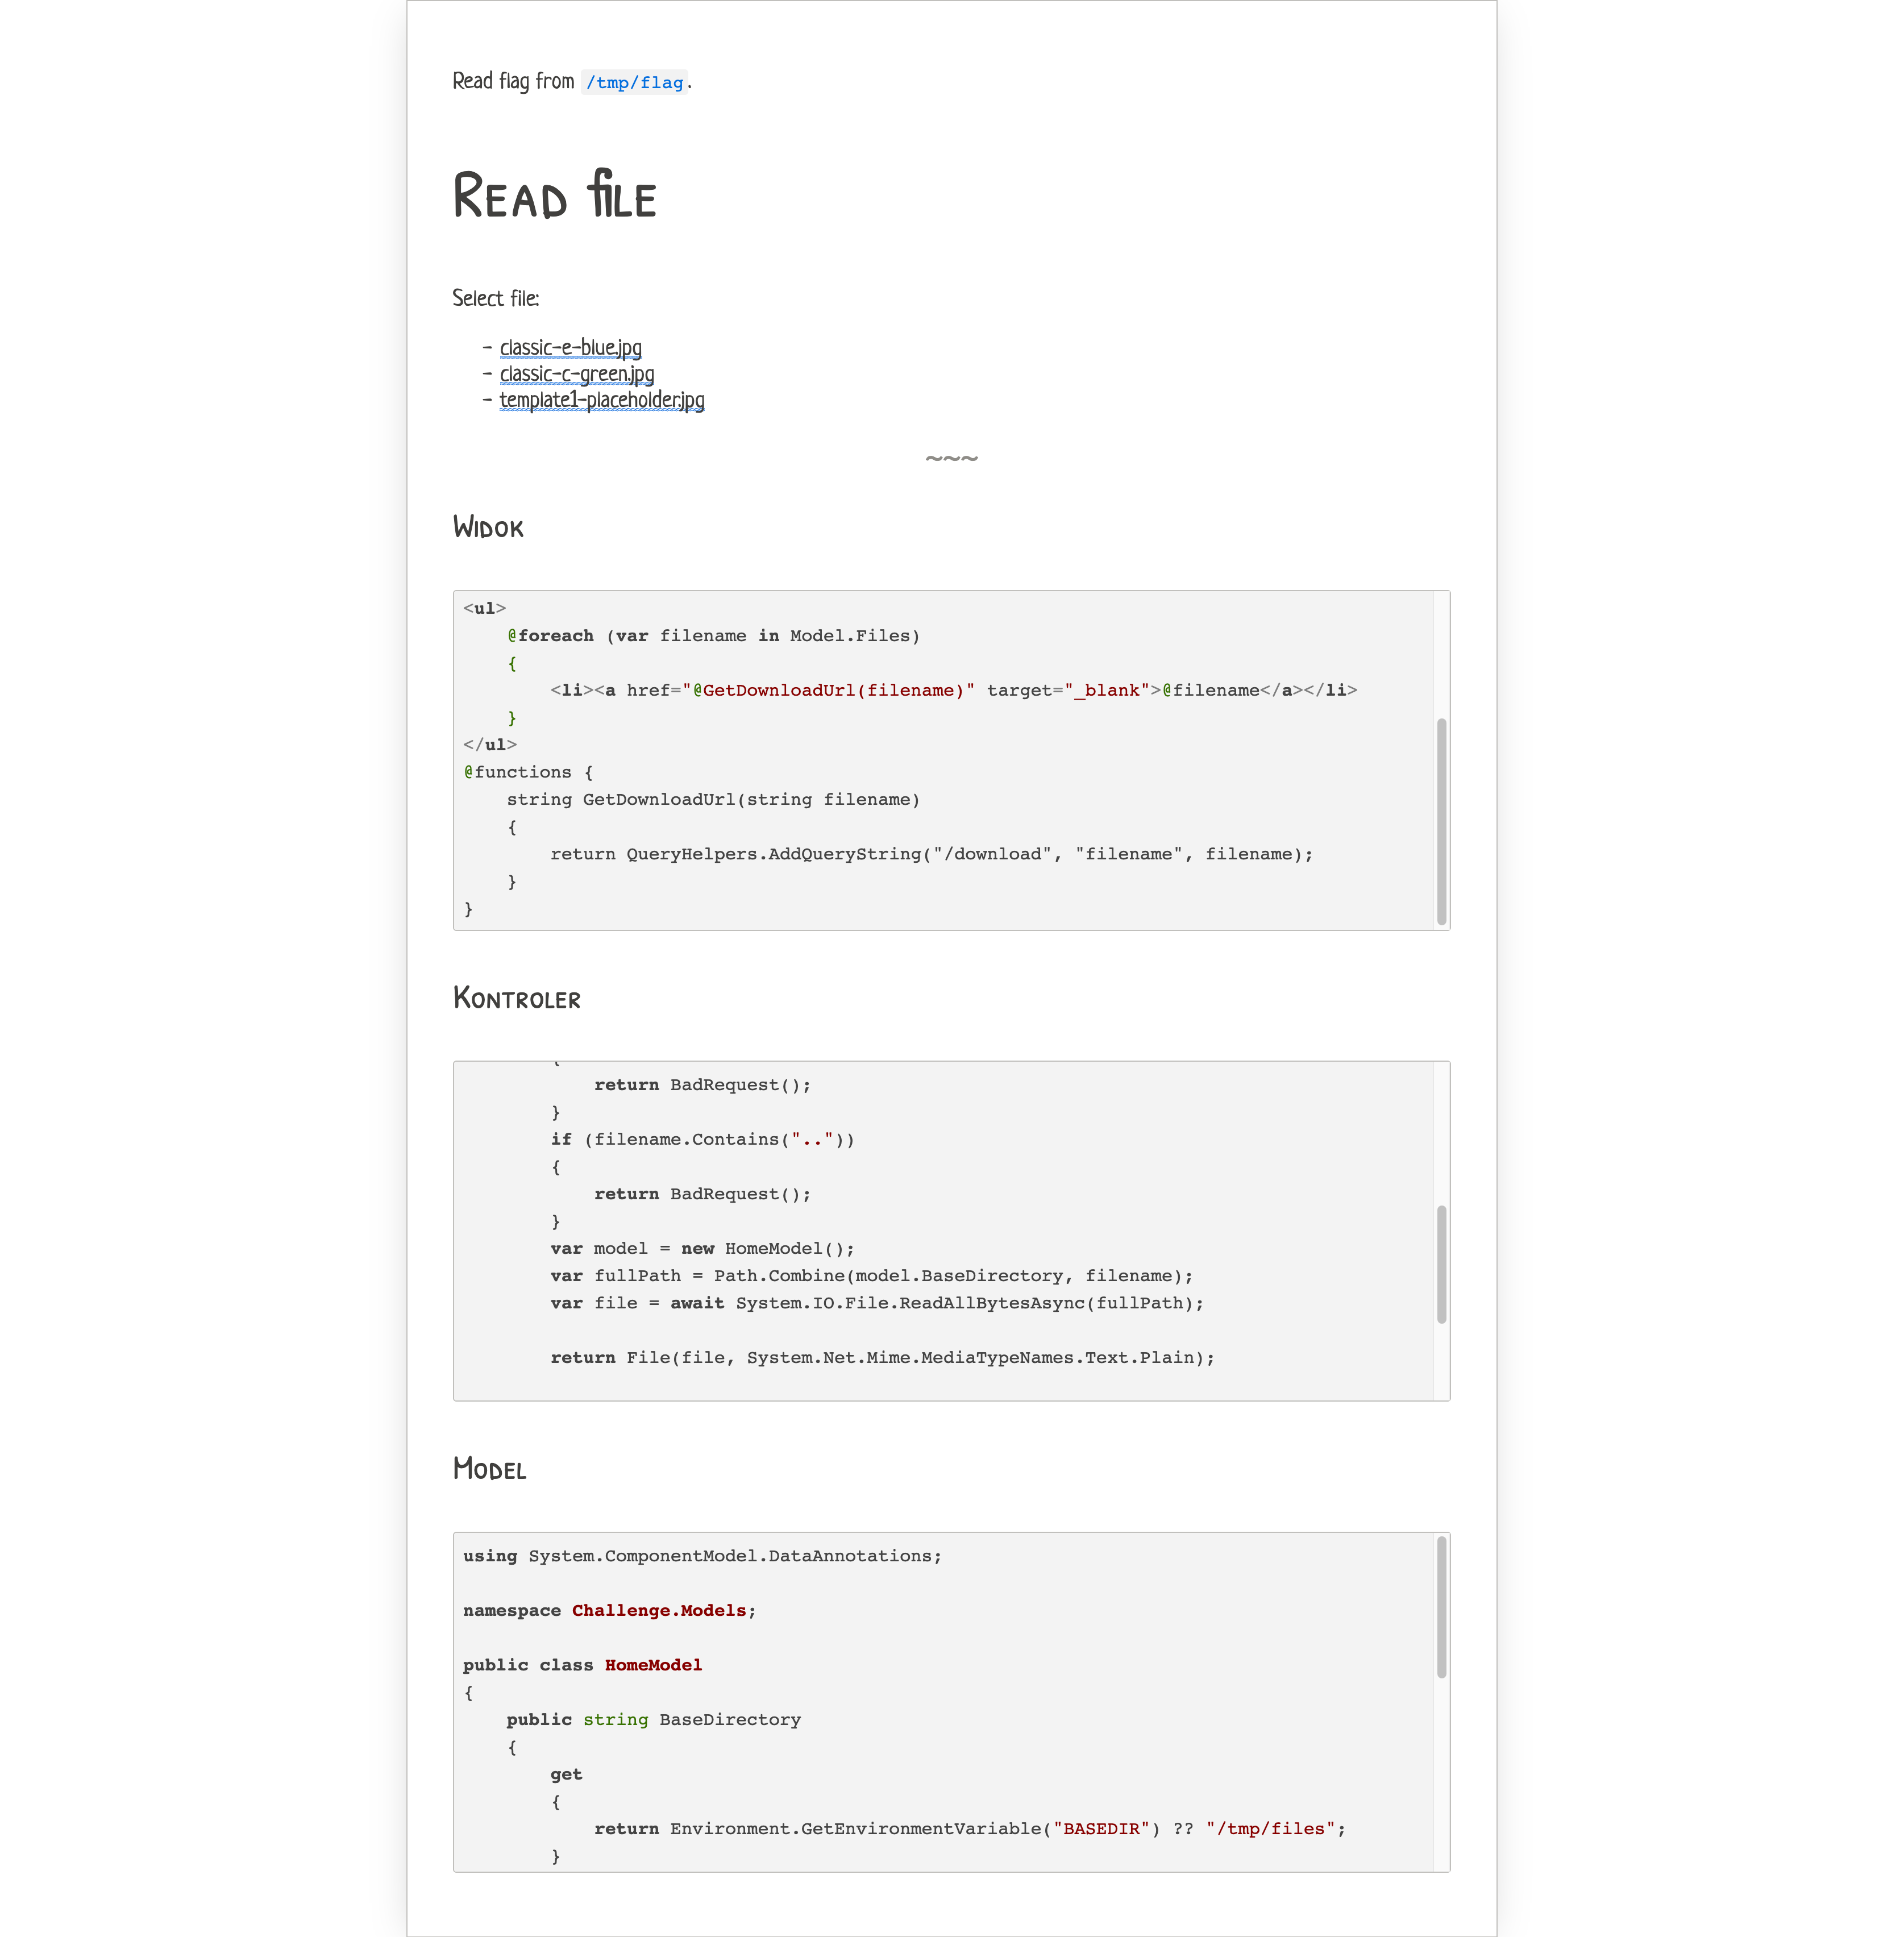 Read flag from /tmp/flag.
Read file
Select file:
- classic-e-blue.jpg
- classic-c-green.jpg
- template1-placeholder.jpg
~~~
Widok
<ul>
    @foreach (var filename in Model.Files)
    {
        <li><a href="@GetDownloadUrl(filename)" target="_blank">@filename</a></li>
    }
</ul>
@functions {
    string GetDownloadUrl(string filename)
    {
        return QueryHelpers.AddQueryString("/download", "filename", filename);
    }
}
Kontroler
            return BadRequest();
        }
        if (filename.Contains(".."))
        {
            return BadRequest();
        }
        var model = new HomeModel();
        var fullPath = Path.Combine(model.BaseDirectory, filename);
        var file = await System.IO.File.ReadAllBytesAsync(fullPath);
        return File(file, System.Net.Mime.MediaTypeNames.Text.Plain);
Model
using System.ComponentModel.DataAnnotations;
namespace Challenge.Models;
public class HomeModel
{
    public string BaseDirectory
    {
        get
        {
            return Environment.GetEnvironmentVariable("BASEDIR") ?? "/tmp/files";
        }